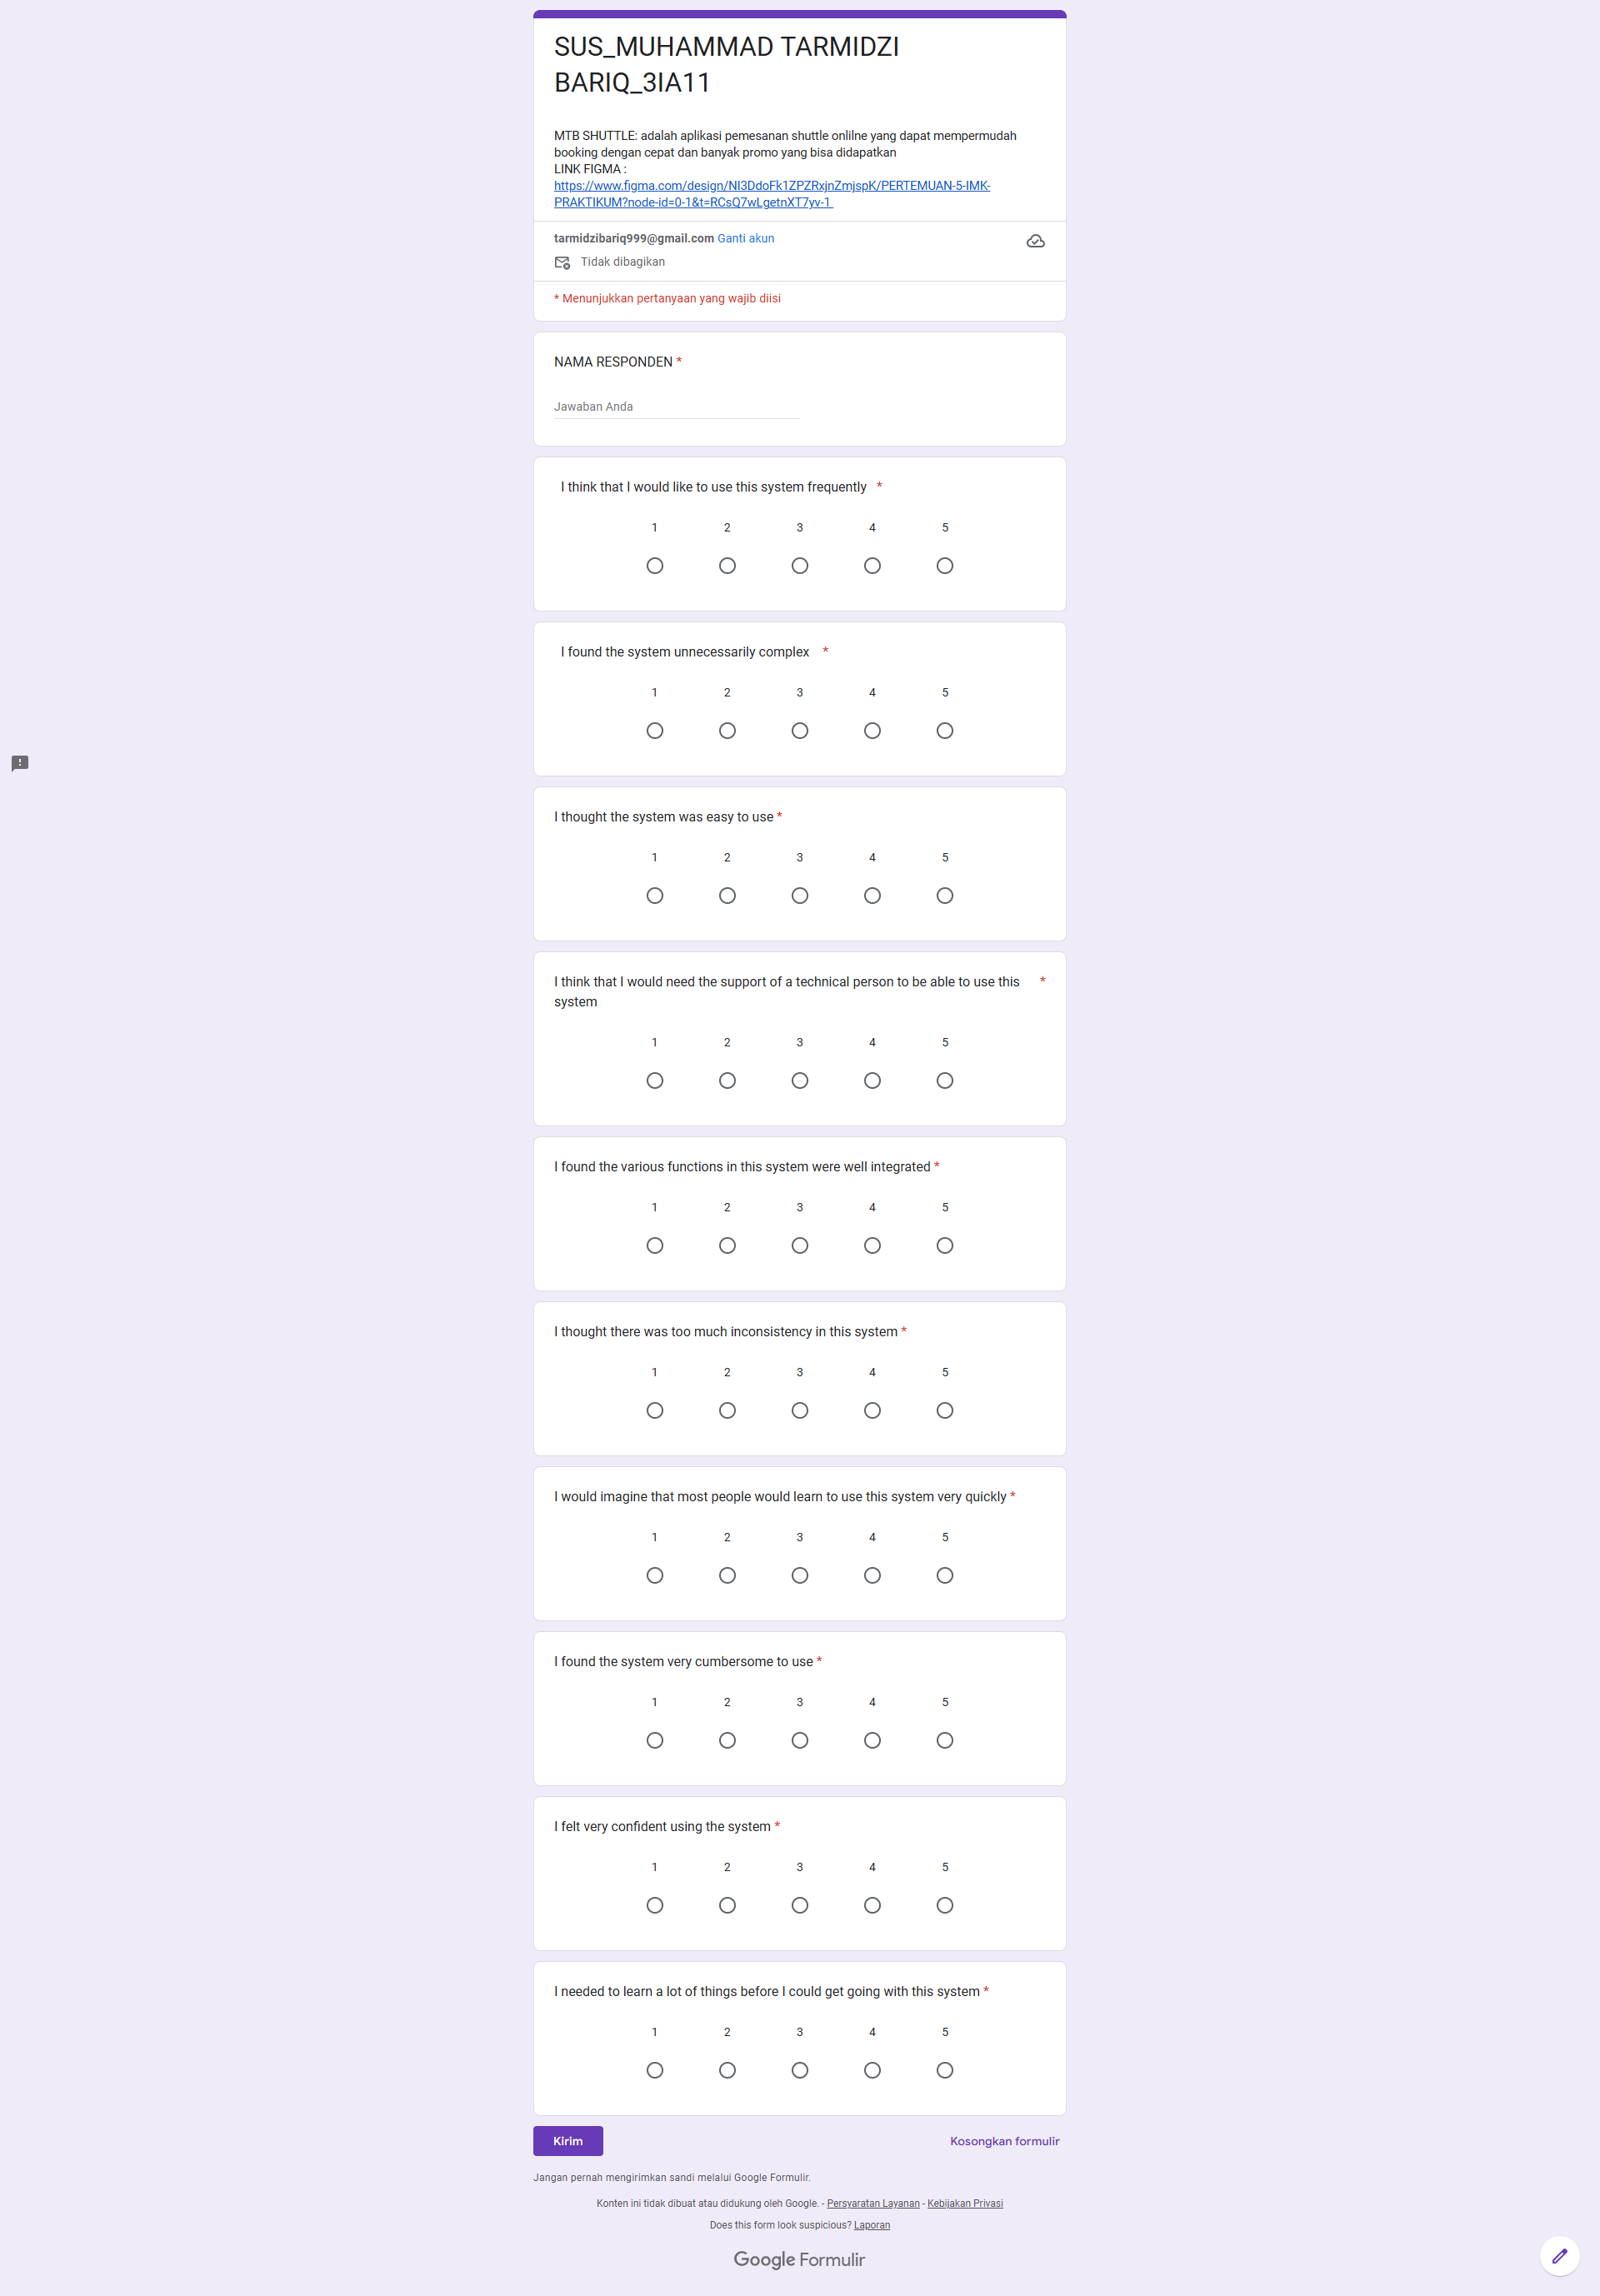 SUS_MUHAMMAD TARMIDZI
BARIQ_3IA11
MTB SHUTTLE: adalah aplikasi pemesanan shuttle onlilne yang dapat mempermudah
booking dengan cepat dan banyak promo yang bisa didapatkan
LINK FIGMA :
https://www.figma.com/design/NI3DdoFk1ZPZRxjnZmjspK/PERTEMUAN-5-IMK-
PRAKTIKUM?node-id=0-1&t=RCsQ7wLgetnXT7yv-1
tarmidzibariq999@gmail.com Ganti akun
Tidak dibagikan
* Menunjukkan pertanyaan yang wajib diisi
NAMA RESPONDEN *
Jawaban Anda
I think that I would like to use this system frequently *
1 2 3 4 5
I found the system unnecessarily complex *
1 2 3 4 5
I thought the system was easy to use *
1 2 3 4 5
I think that I would need the support of a technical person to be able to use this *
system
1 2 3 4 5
I found the various functions in this system were well integrated *
1 2 3 4 5
I thought there was too much inconsistency in this system *
1 2 3 4 5
I would imagine that most people would learn to use this system very quickly *
1 2 3 4 5
I found the system very cumbersome to use *
1 2 3 4 5
I felt very confident using the system *
1 2 3 4 5
I needed to learn a lot of things before I could get going with this system *
1 2 3 4 5
Kirim Kosongkan formulir
Jangan pernah mengirimkan sandi melalui Google Formulir.
Konten ini tidak dibuat atau didukung oleh Google. - Persyaratan Layanan - Kebijakan Privasi
Does this form look suspicious? Laporan
Google Formulir